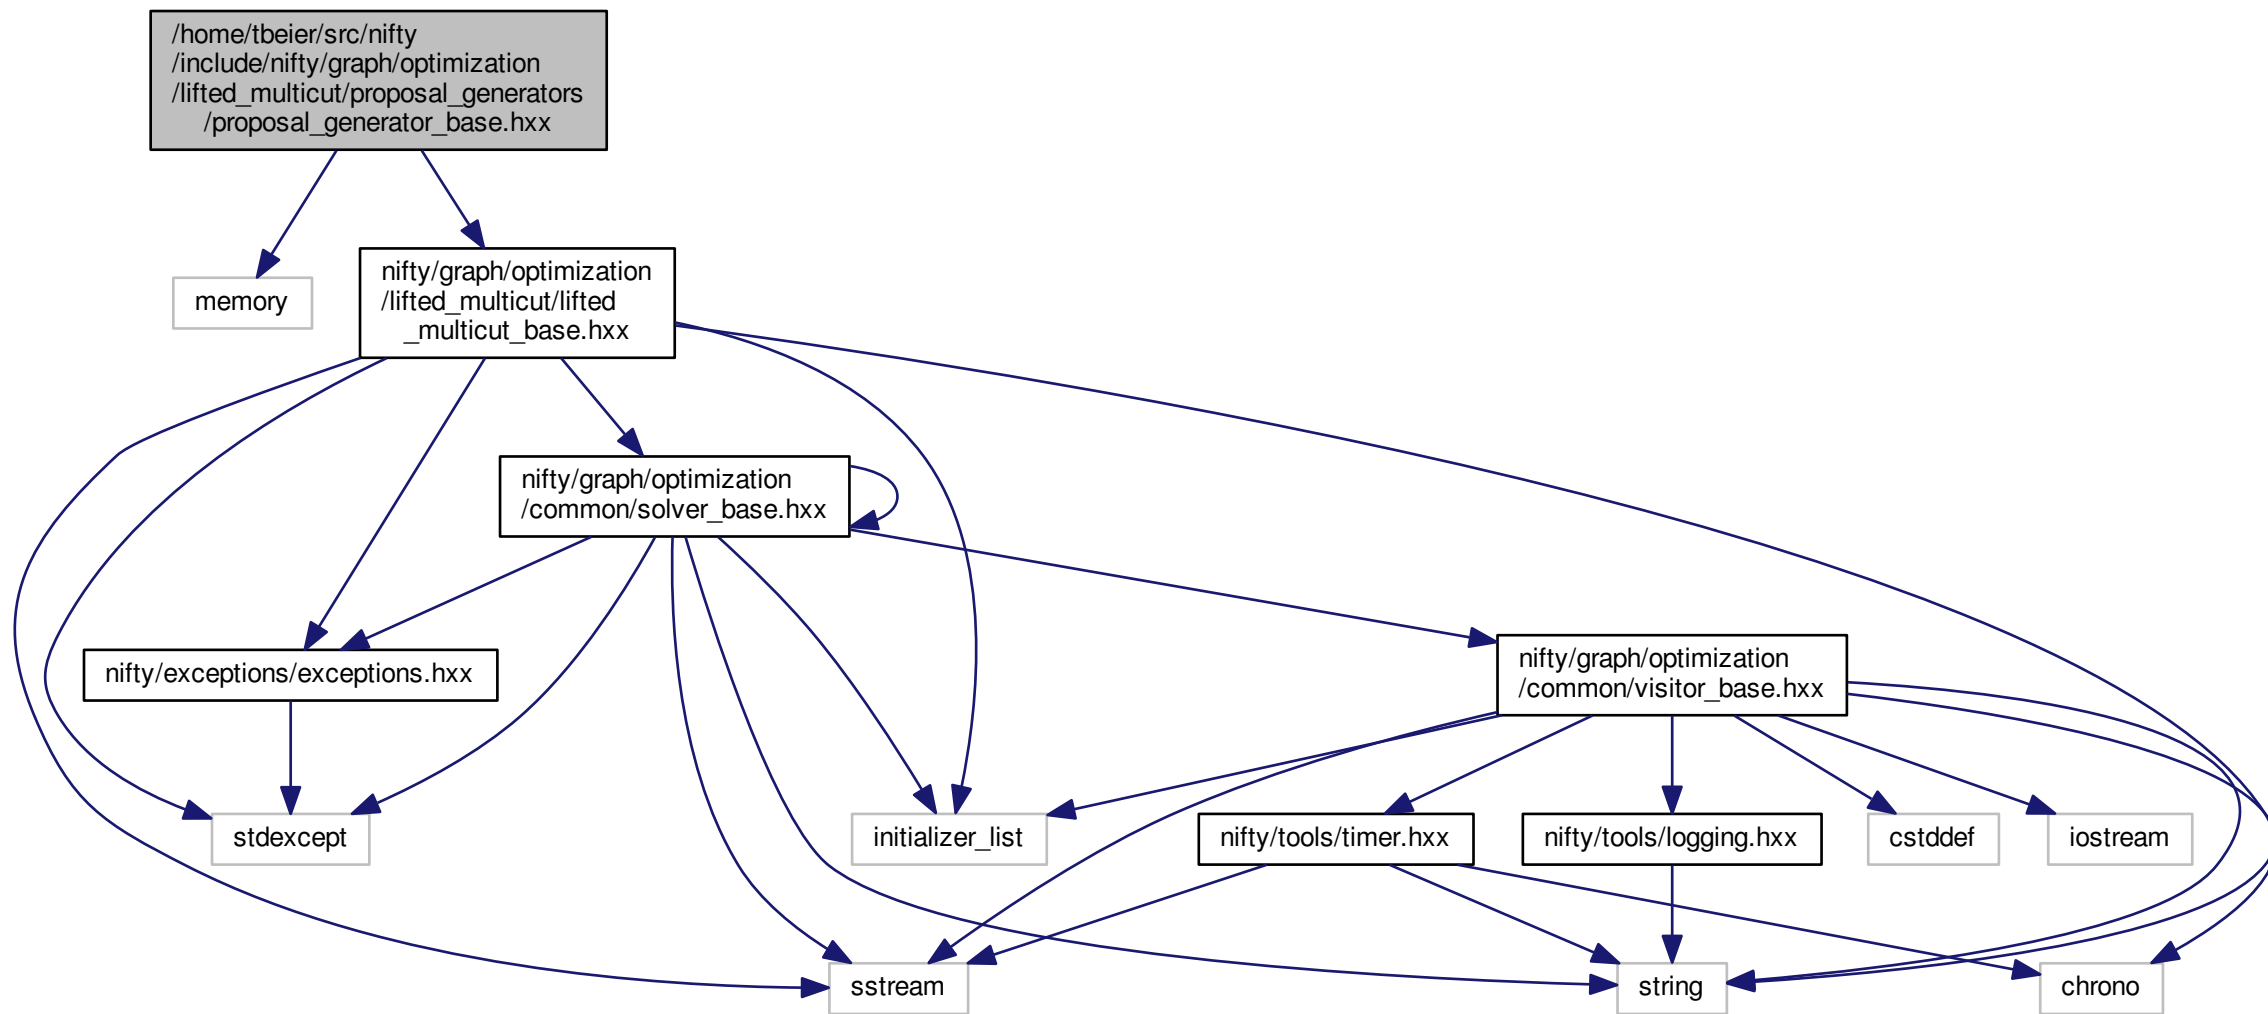 /home/tbeier/src/nifty
/include/nifty/graph/optimization
/lifted_multicut/proposal_generators
/proposal_generator_base.hxx
memory
nifty/graph/optimization
/lifted_multicut/lifted
_multicut_base.hxx
nifty/graph/optimization
/common/solver_base.hxx
nifty/exceptions/exceptions.hxx
nifty/graph/optimization
/common/visitor_base.hxx
stdexcept
initializer_list
nifty/tools/timer.hxx
nifty/tools/logging.hxx
cstddef
iostream
sstream
string
chrono